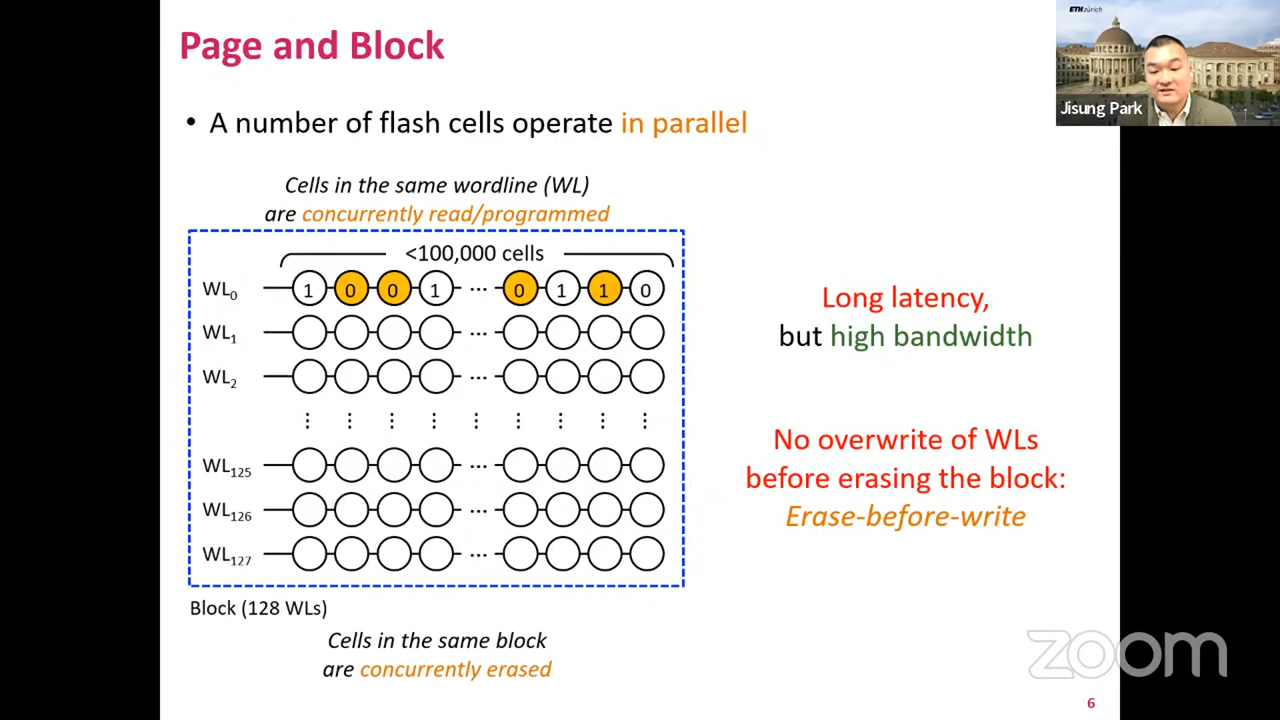 Page and Block
ETH zürich
Jisung Park
• A number of flash cells operate in parallel
Cells in the same wordline (WL)
are concurrently read/programmed
<100,000 cells
WL0 1 0 0 1 ... 0 1 1 0
WL1 ...
WL2 ...
WL125 ...
WL126 ...
WL127 ...
Block (128 WLs)
Cells in the same block
are concurrently erased
Long latency,
but high bandwidth
No overwrite of WLs
before erasing the block:
Erase-before-write
zoom
6